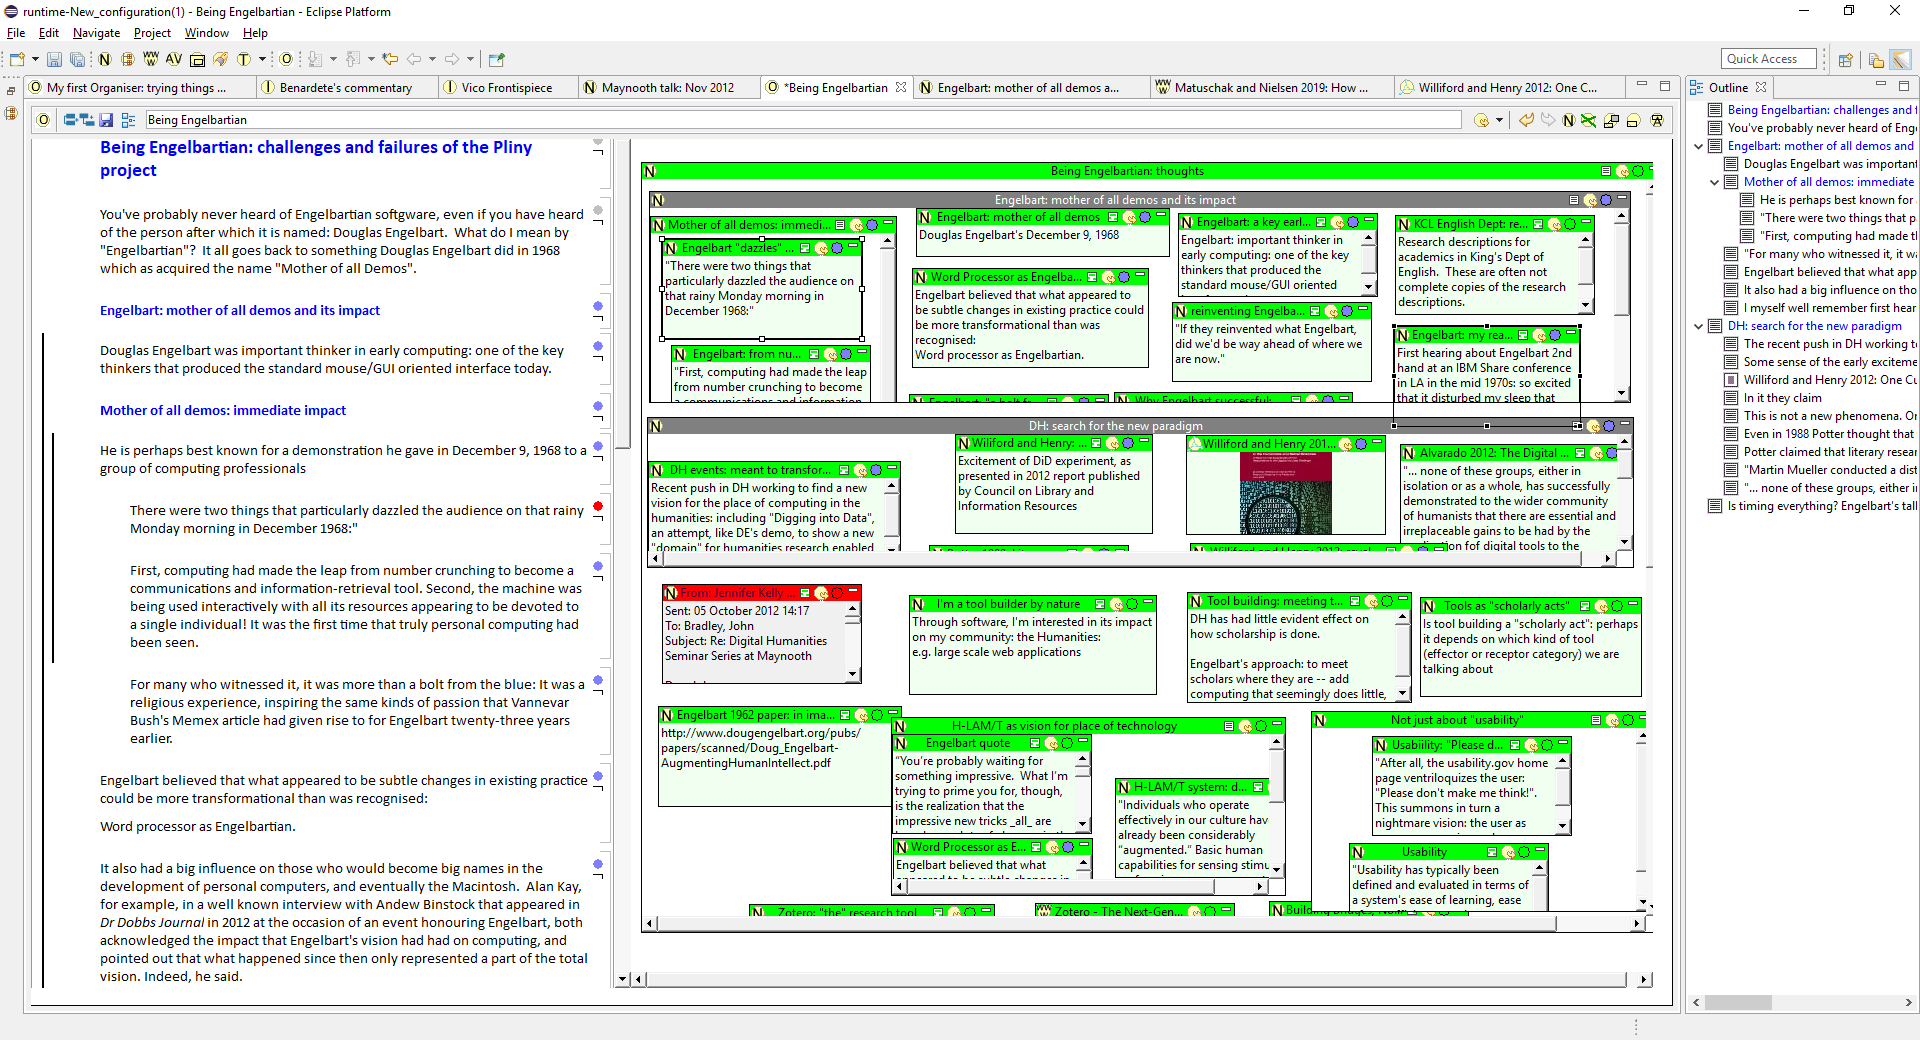 runtime-New_configuration(1) - Being Engelbartian - Eclipse Platform
File Edit Navigate Project Window Help
Quick Access
My first Organiser: trying things ...
Benardete's commentary
Vico Frontispiece
Maynooth talk: Nov 2012
*Being Engelbartian
Engelbart: mother of all demos a...
Matuschak and Nielsen 2019: How ...
Williford and Henry 2012: One C...
Outline
Being Engelbartian
Being Engelbartian: challenges and failures of the Pliny
project
You've probably never heard of Engelbartian softgware, even if you have heard
of the person after which it is named: Douglas Engelbart.  What do I mean by
"Engelbartian"?  It all goes back to something Douglas Engelbart did in 1968
which as acquired the name "Mother of all Demos".
Engelbart: mother of all demos and its impact
Douglas Engelbart was important thinker in early computing: one of the key
thinkers that produced the standard mouse/GUI oriented interface today.
Mother of all demos: immediate impact
He is perhaps best known for a demonstration he gave in December 9, 1968 to a
group of computing professionals
There were two things that particularly dazzled the audience on that rainy
Monday morning in December 1968:"
First, computing had made the leap from number crunching to become a
communications and information-retrieval tool. Second, the machine was
being used interactively with all its resources appearing to be devoted to
a single individual! It was the first time that truly personal computing had
been seen.
For many who witnessed it, it was more than a bolt from the blue: It was a
religious experience, inspiring the same kinds of passion that Vannevar
Bush's Memex article had given rise to for Engelbart twenty-three years
earlier.
Engelbart believed that what appeared to be subtle changes in existing practice
could be more transformational than was recognised:
Word processor as Engelbartian.
It also had a big influence on those who would become big names in the
development of personal computers, and eventually the Macintosh.  Alan Kay,
for example, in a well known interview with Andew Binstock that appeared in
Dr Dobbs Journal in 2012 at the occasion of an event honouring Engelbart, both
acknowledged the impact that Engelbart's vision had had on computing, and
pointed out that what happened since then only represented a part of the total
vision. Indeed, he said.
Being Engelbartian: thoughts
Engelbart: mother of all demos and its impact
Mother of all demos: immedi...
Engelbart "dazzles" ...
"There were two things that
particularly dazzled the audience on
that rainy Monday morning in
December 1968:"
Engelbart: from nu...
"First, computing had made the leap
from number crunching to become
a communications and information
Engelbart: mother of all demos
Douglas Engelbart's December 9, 1968
Word Processor as Engelba...
Engelbart believed that what appeared to
be subtle changes in existing practice could
be more transformational than was
recognised:
Word processor as Engelbartian.
Engelbart: a key earl...
Engelbart: important thinker in
early computing: one of the key
thinkers that produced the
standard mouse/GUI oriented
reinventing Engelba...
"If they reinvented what Engelbart,
did we'd be way ahead of where we
are now."
Why Engelbart successful:
KCL English Dept: re...
Research descriptions for
academics in King's Dept of
English.  These are often not
complete copies of the research
descriptions.
Engelbart: my rea...
First hearing about Engelbart 2nd
hand at an IBM Share conference
in LA in the mid 1970s: so excited
that it disturbed my sleep that
DH: search for the new paradigm
DH events: meant to transfor...
Recent push in DH working to find a new
vision for the place of computing in the
humanities: including "Digging into Data",
an attempt, like DE's demo, to show a new
"domain" for humanities research enabled
Wiliford and Henry: ...
Excitement of DiD experiment, as
presented in 2012 report published
by Council on Library and
Information Resources
Williford and Henry 201...
Alvarado 2012: The Digital ...
"... none of these groups, either in
isolation or as a whole, has successfully
demonstrated to the wider community
of humanists that there are essential and
irreplaceable gains to be had by the
for digital tools to the
From: Jennifer Kelly ...
Sent: 05 October 2012 14:17
To: Bradley, John
Subject: Re: Digital Humanities
Seminar Series at Maynooth
I'm a tool builder by nature
Through software, I'm interested in its impact
on my community: the Humanities:
e.g. large scale web applications
Tool building: meeting t...
DH has had little evident effect on
how scholarship is done.
Engelbart's approach: to meet
scholars where they are -- add
computing that seemingly does little,
Tools as "scholarly acts"
Is tool building a "scholarly act": perhaps
it depends on which kind of tool
(effector or receptor category) we are
talking about
Engelbart 1962 paper: in ima...
http://www.dougengelbart.org/pubs/
papers/scanned/Doug_Engelbart-
AugmentingHumanIntellect.pdf
H-LAM/T as vision for place of technology
Engelbart quote
"You're probably waiting for
something impressive.  What I'm
trying to prime you for, though,
is the realization that the
impressive new tricks _all_ are
Word Processor as E...
Engelbart believed that what
H-LAM/T system: d...
"Individuals who operate
effectively in our culture have
already been considerably
"augmented." Basic human
capabilities for sensing stimu
Not just about "usability"
Usabiility: "Please d...
"After all, the usability.gov home
page ventriloquizes the user:
"Please don't make me think!".
This summons in turn a
nightmare vision: the user as
Usability
"Usability has typically been
defined and evaluated in terms of
a system's ease of learning, ease
Zotero: "the" research tool
Zotero - The Next-Gen...
Being Engelbartian: challenges and f
You've probably never heard of Eng
Engelbart: mother of all demos and
Douglas Engelbart was important
Mother of all demos: immediate
He is perhaps best known for
"There were two things that p
"First, computing had made th
"For many who witnessed it, it wa
Engelbart believed that what app
It also had a big influence on tho
I myself well remember first hear
DH: search for the new paradigm
The recent push in DH working to
Some sense of the early exciteme
Williford and Henry 2012: One Cu
In it they claim
This is not a new phenomena. Or
Even in 1988 Potter thought that
Potter claimed that literary resear
"Martin Mueller conducted a dist
"... none of these groups, either in
Is timing everything? Engelbart's tall